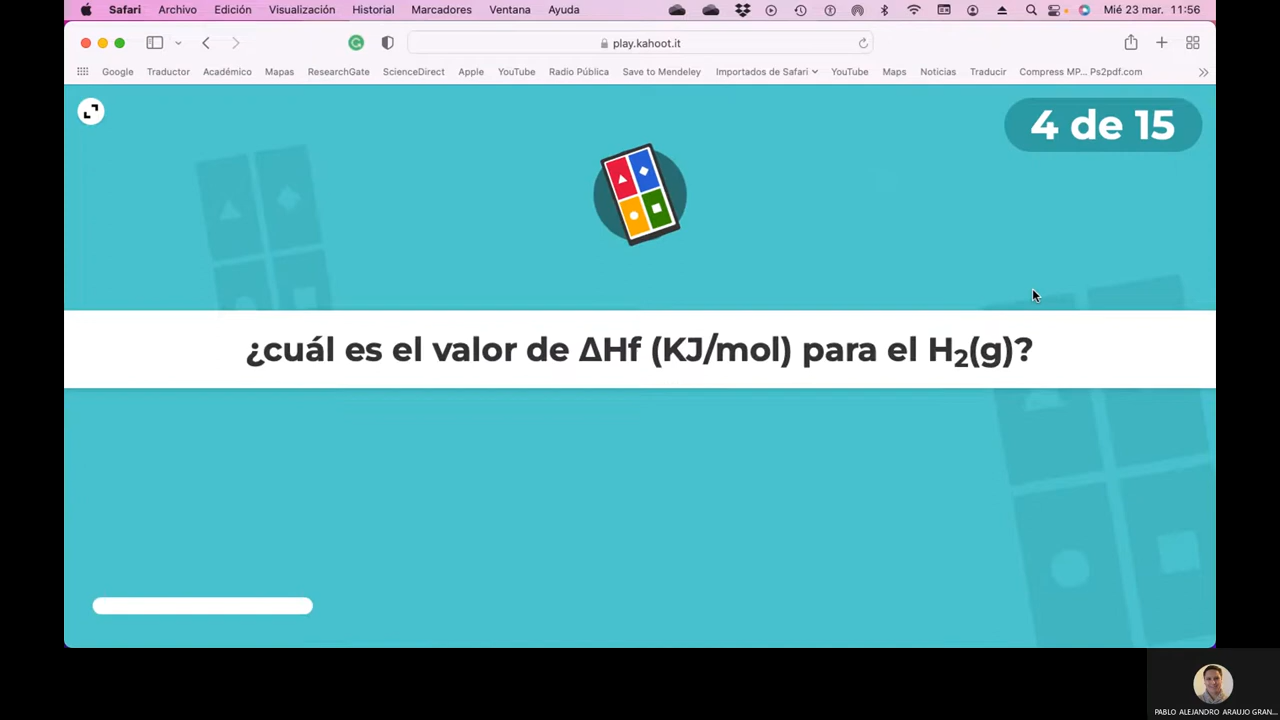 Safari Archivo Edición Visualización Historial Marcadores Ventana Ayuda Mié 23 mar. 11:56
play.kahoot.it
Google Traductor Académico Mapas ResearchGate ScienceDirect Apple YouTube Radio Pública Save to Mendeley Importados de Safari YouTube Maps Noticias Traducir Compress MP... Ps2pdf.com
4 de 15
¿cuál es el valor de ΔHf (KJ/mol) para el H₂(g)?
PABLO ALEJANDRO ARAUJO GRAN...